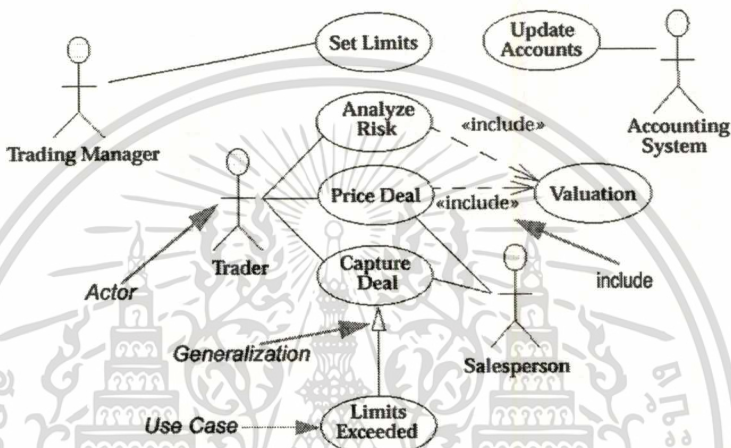 Set Limits
Update
Accounts
Trading Manager
Analyze
Risk
«include»
Accounting
System
Price Deal
«include»
Valuation
Trader
Actor
Capture
Deal
include
Generalization
Salesperson
Use Case
Limits
Exceeded